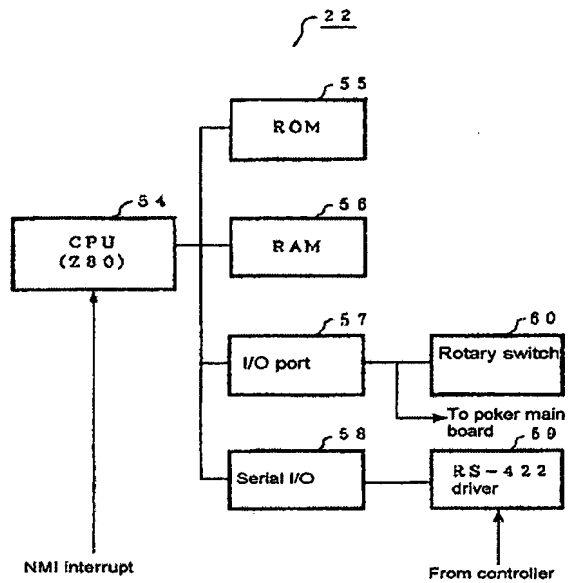 22
55
ROM
54
CPU
(Z80)
56
RAM
57
I/O port
60
Rotary switch
To poker main
board
58
Serial I/O
59
RS-422
driver
NMI interrupt
From controller